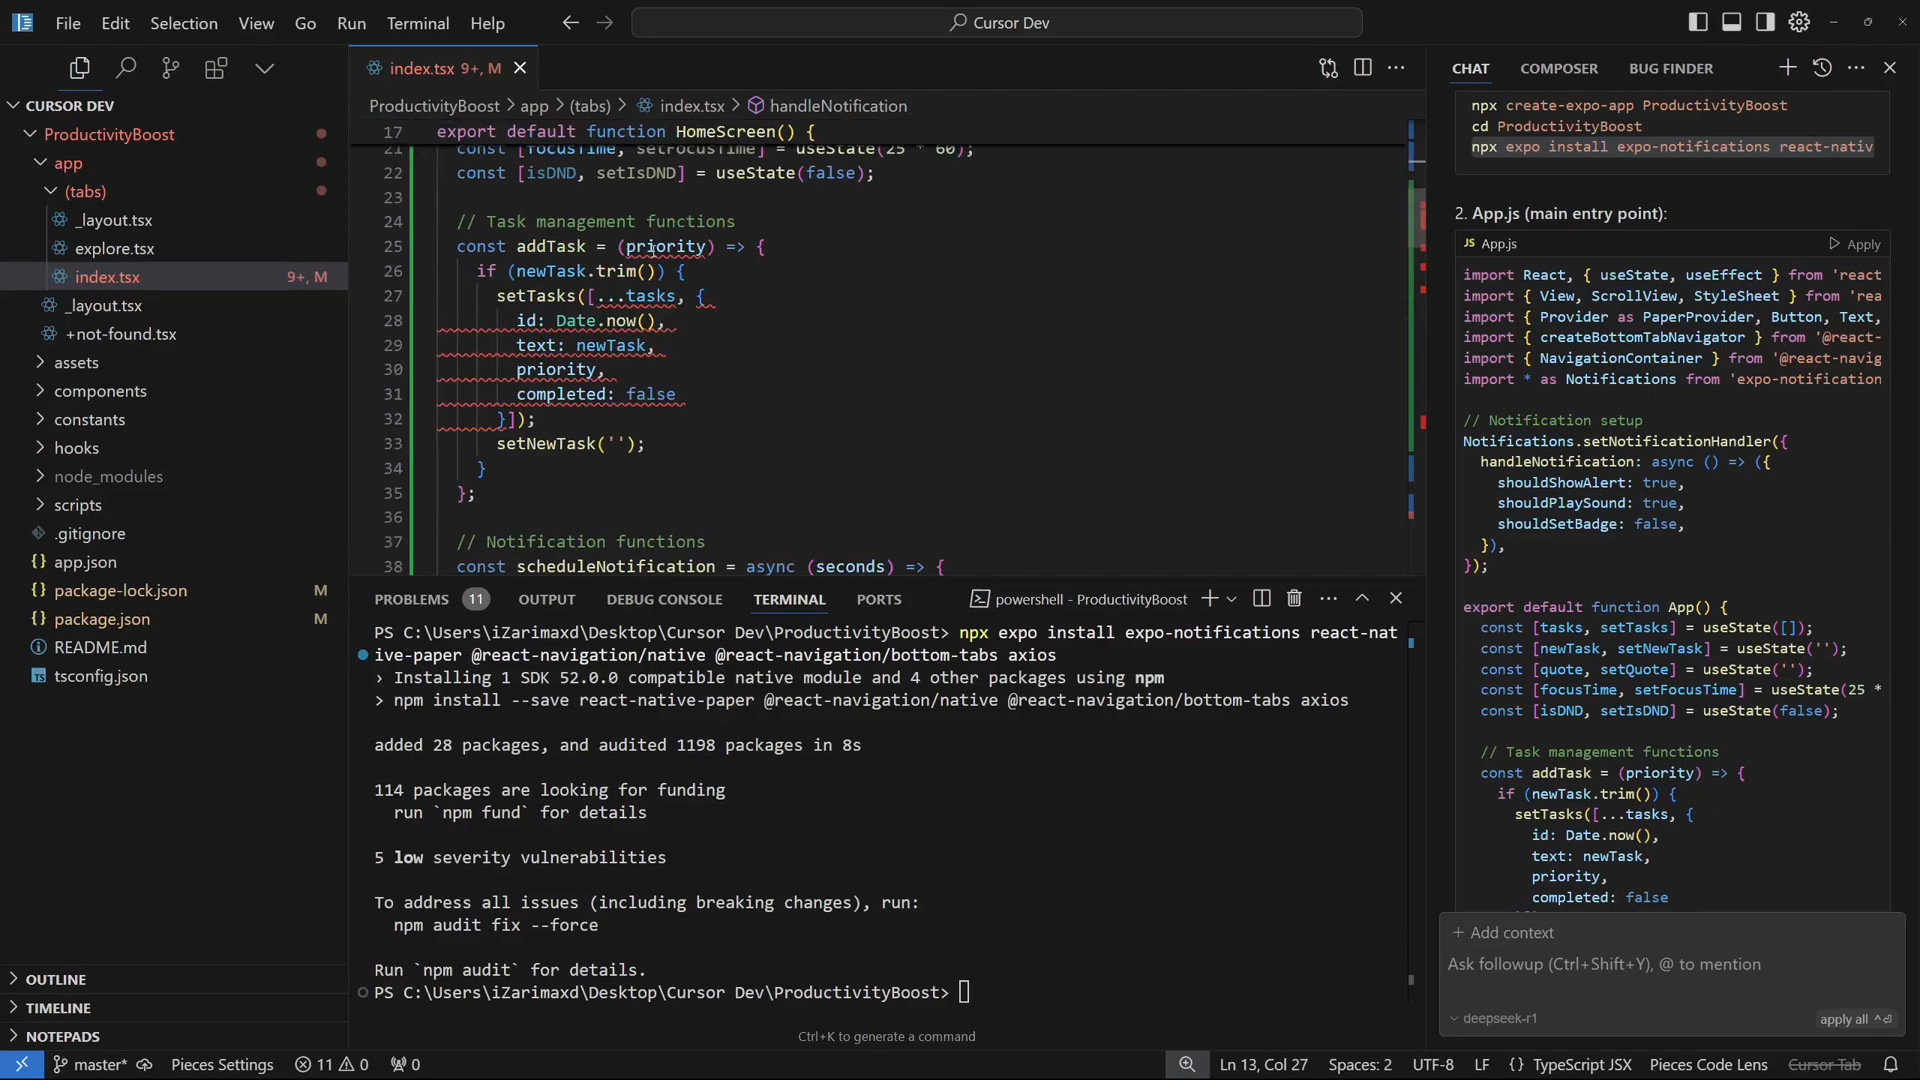 File Edit Selection View Go Run Terminal Help
Cursor Dev
CURSOR DEV
ProductivityBoost
app
(tabs)
_layout.tsx
explore.tsx
index.tsx 9+, M
_layout.tsx
+not-found.tsx
assets
components
constants
hooks
node_modules
scripts
.gitignore
app.json
package-lock.json M
package.json M
README.md
tsconfig.json
OUTLINE
TIMELINE
NOTEPADS
index.tsx 9+, M
ProductivityBoost > app > (tabs) > index.tsx > handleNotification
17 export default function HomeScreen() {
21 const [focusTime, setFocusTime] = useState(25 * 60);
22 const [isDND, setIsDND] = useState(false);
23
24 // Task management functions
25 const addTask = (priority) => {
26 if (newTask.trim()) {
27 setTasks([...tasks, {
28 id: Date.now(),
29 text: newTask,
30 priority,
31 completed: false
32 }]);
33 setNewTask('');
34 }
35 };
36
37 // Notification functions
38 const scheduleNotification = async (seconds) => {
PROBLEMS 11 OUTPUT DEBUG CONSOLE TERMINAL PORTS powershell - ProductivityBoost
PS C:\Users\iZarimaxd\Desktop\Cursor Dev\ProductivityBoost> npx expo install expo-notifications react-nat
ive-paper @react-navigation/native @react-navigation/bottom-tabs axios
› Installing 1 SDK 52.0.0 compatible native module and 4 other packages using npm
> npm install --save react-native-paper @react-navigation/native @react-navigation/bottom-tabs axios
added 28 packages, and audited 1198 packages in 8s
114 packages are looking for funding
run `npm fund` for details
5 low severity vulnerabilities
To address all issues (including breaking changes), run:
npm audit fix --force
Run `npm audit` for details.
PS C:\Users\iZarimaxd\Desktop\Cursor Dev\ProductivityBoost>
Ctrl+K to generate a command
CHAT COMPOSER BUG FINDER
npx create-expo-app ProductivityBoost
cd ProductivityBoost
npx expo install expo-notifications react-nativ
2. App.js (main entry point):
JS App.js Apply
import React, { useState, useEffect } from 'react
import { View, ScrollView, StyleSheet } from 'rea
import { Provider as PaperProvider, Button, Text,
import { createBottomTabNavigator } from '@react-
import { NavigationContainer } from '@react-navig
import * as Notifications from 'expo-notification
// Notification setup
Notifications.setNotificationHandler({
handleNotification: async () => ({
shouldShowAlert: true,
shouldPlaySound: true,
shouldSetBadge: false,
}),
});
export default function App() {
const [tasks, setTasks] = useState([]);
const [newTask, setNewTask] = useState('');
const [quote, setQuote] = useState('');
const [focusTime, setFocusTime] = useState(25 *
const [isDND, setIsDND] = useState(false);
// Task management functions
const addTask = (priority) => {
if (newTask.trim()) {
setTasks([...tasks, {
id: Date.now(),
text: newTask,
priority,
completed: false
+ Add context
Ask followup (Ctrl+Shift+Y), @ to mention
deepseek-r1 apply all
master* Pieces Settings 11 0 0 Ln 13, Col 27 Spaces: 2 UTF-8 LF {} TypeScript JSX Pieces Code Lens Cursor Tab